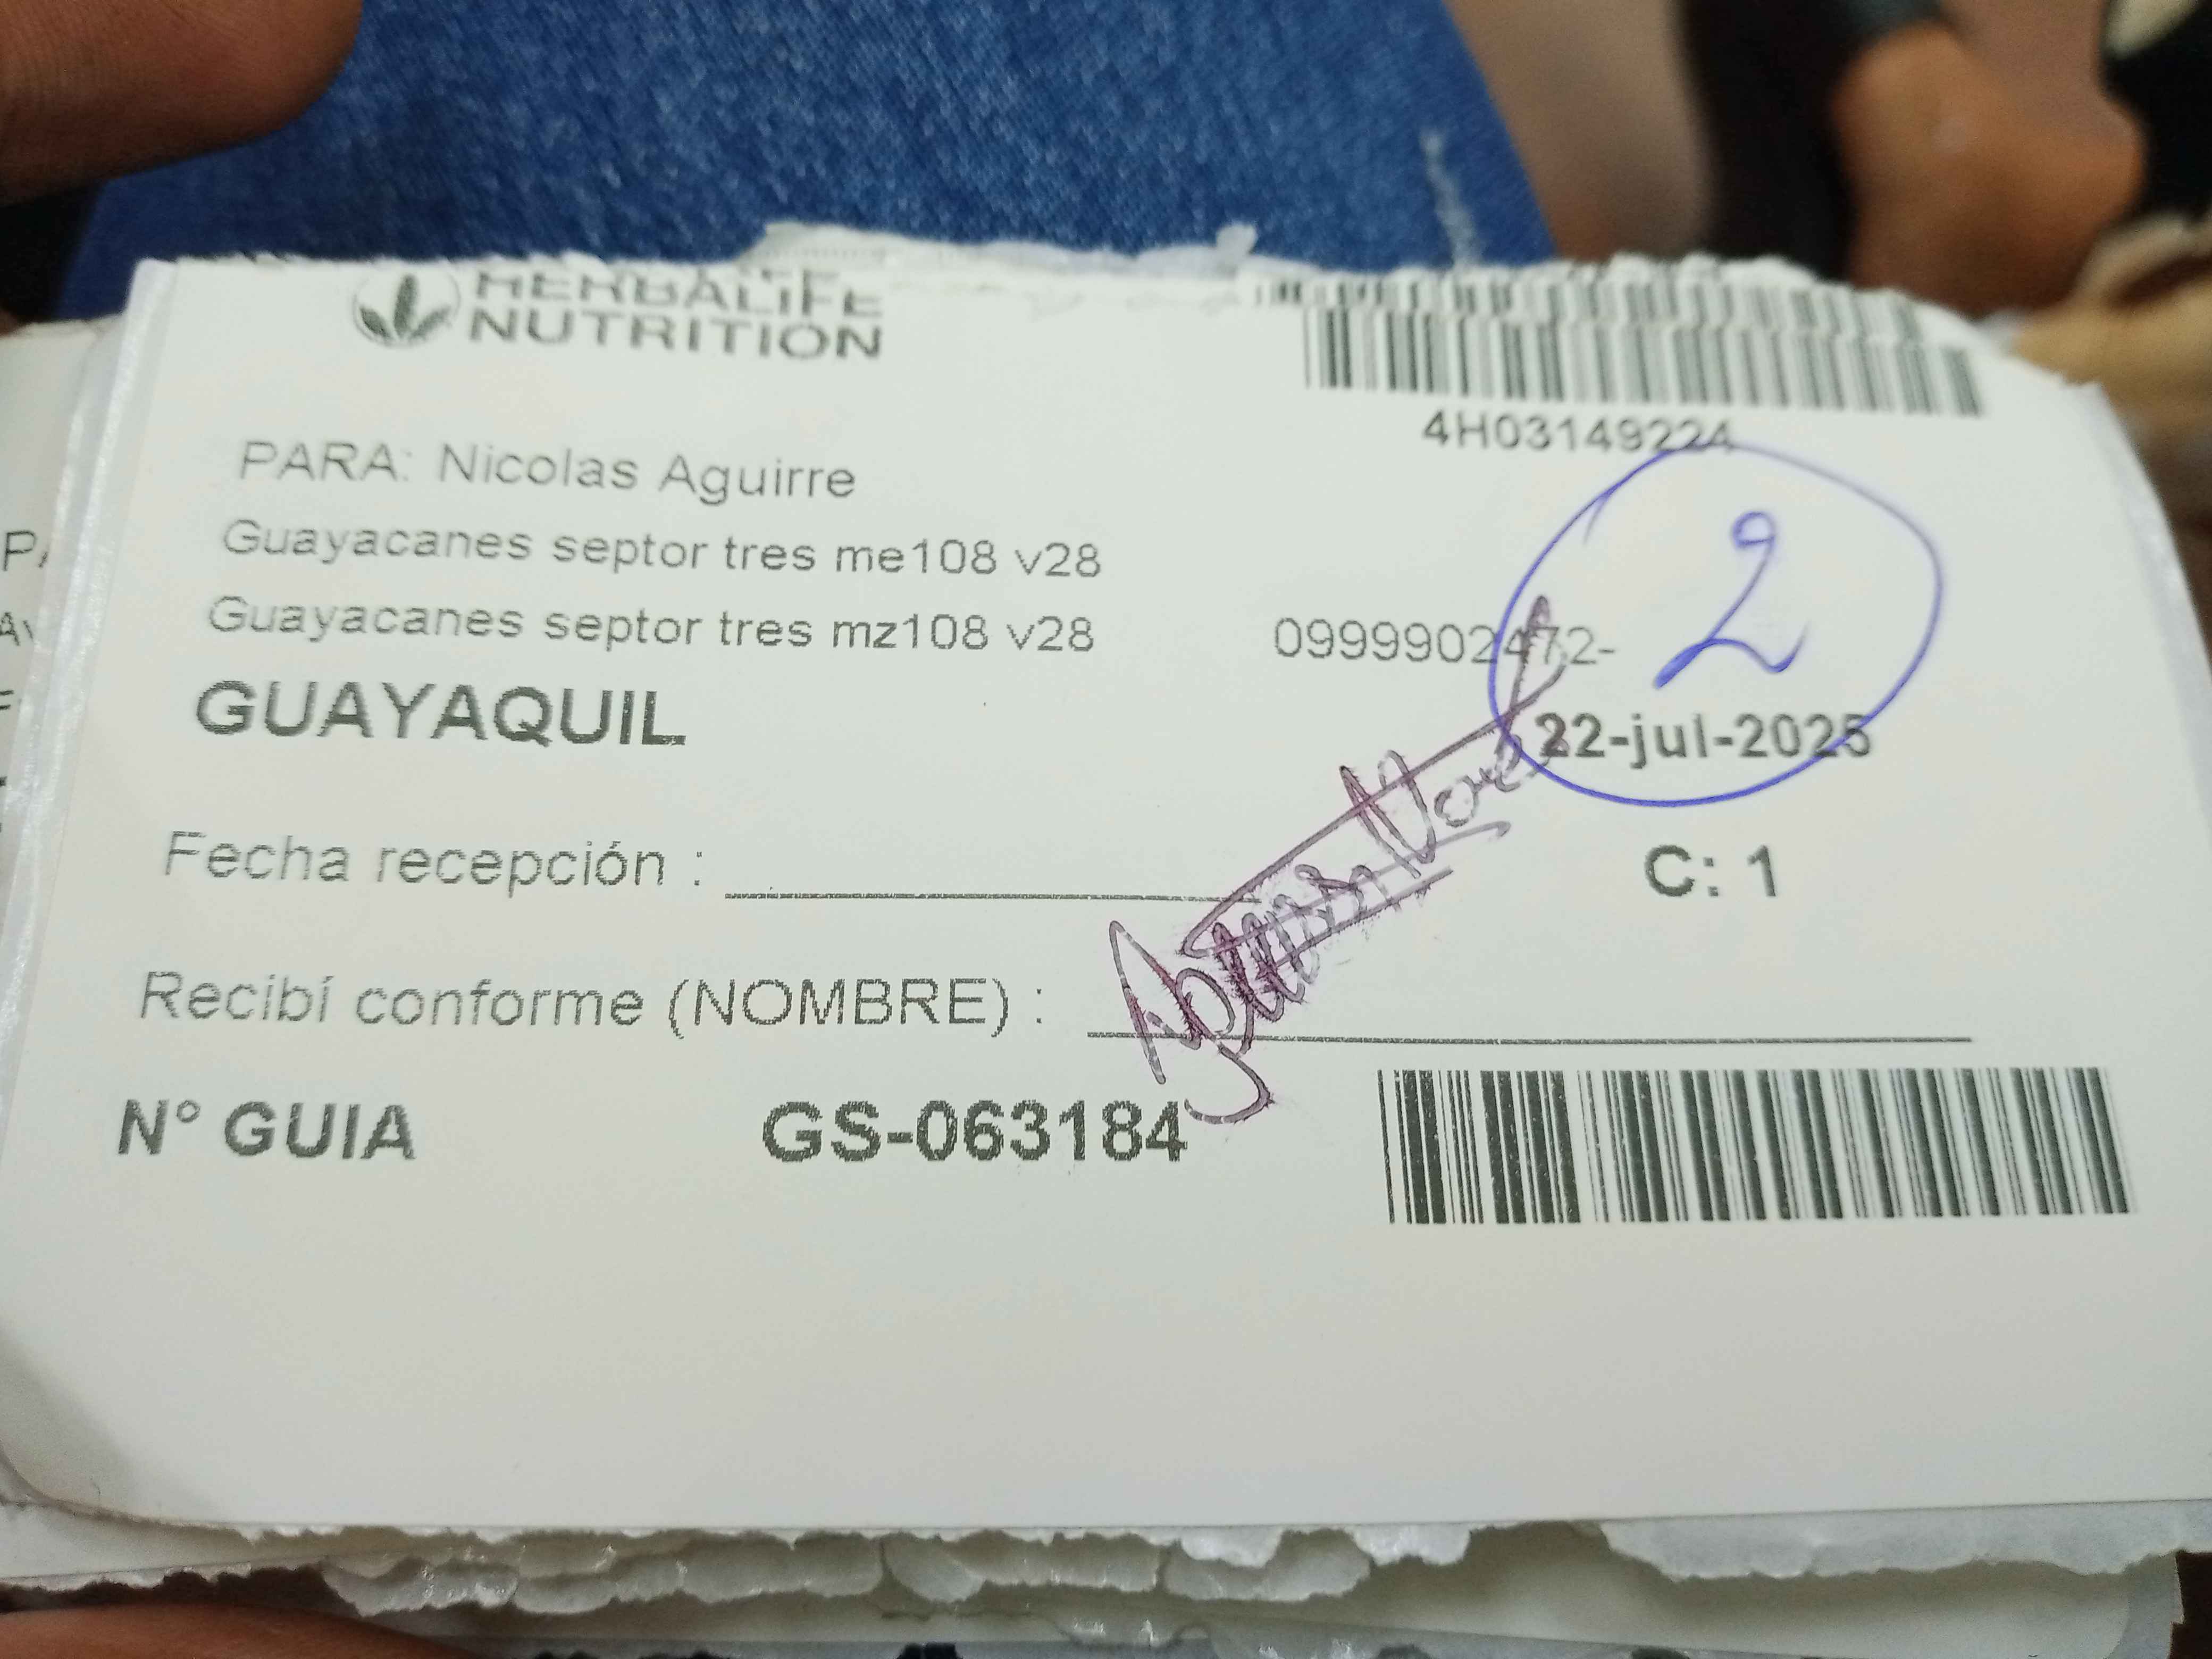 HERBALIFE
NUTRITION
4H03149224
PARA: Nicolas Aguirre
Guayacanes septor tres me108 v28
Guayacanes septor tres mz108 v28
0999902472-
2
GUAYAQUIL
22-jul-2025
Fecha recepción :
C: 1
Recibí conforme (NOMBRE) :
N° GUIA
GS-063184